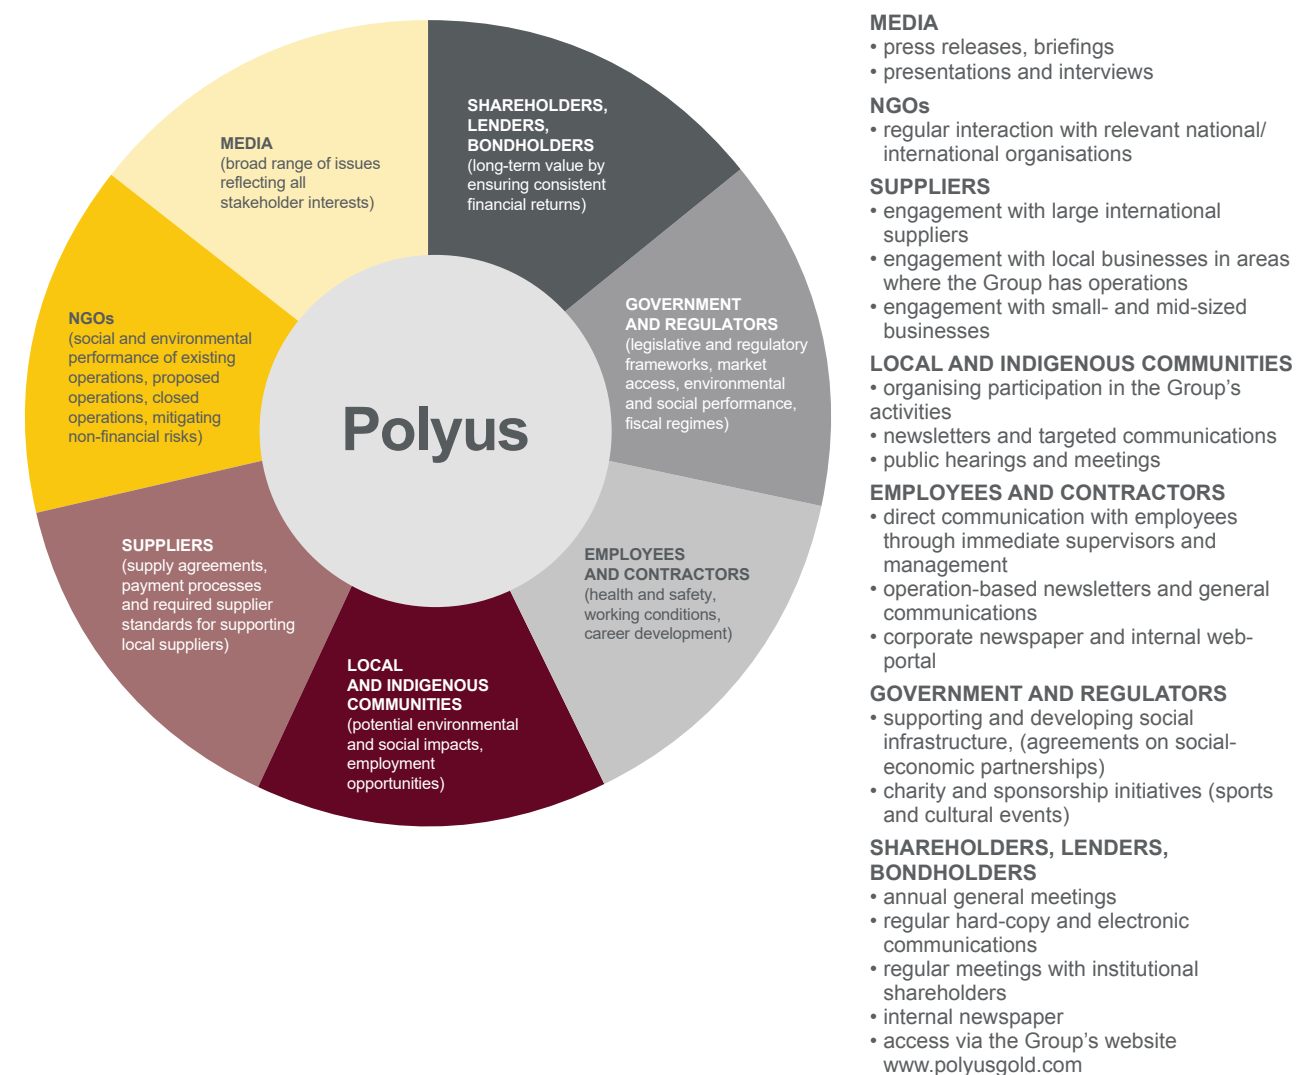 SHAREHOLDERS,
LENDERS,
BONDHOLDERS
(long-term value by
ensuring consistent
financial returns)
GOVERNMENT
AND REGULATORS
(legislative and regulatory
frameworks, market
access, environmental
and social performance,
fiscal regimes)
EMPLOYEES
AND CONTRACTORS
(health and safety,
working conditions,
career development)
LOCAL
AND INDIGENOUS
COMMUNITIES
(potential environmental
and social impacts,
employment
opportunities)
SUPPLIERS
(supply agreements,
payment processes
and required supplier
standards for supporting
local suppliers)
NGOs
(social and environmental
performance of existing
operations, proposed
operations, closed
operations, mitigating
non-financial risks)
MEDIA
(broad range of issues
reflecting all
stakeholder interests)
Polyus
MEDIA
• press releases, briefings
• presentations and interviews
NGOs
• regular interaction with relevant national/
international organisations
SUPPLIERS
• engagement with large international
suppliers
• engagement with local businesses in areas
where the Group has operations
• engagement with small- and mid-sized
businesses
LOCAL AND INDIGENOUS COMMUNITIES
• organising participation in the Group’s
activities
• newsletters and targeted communications
• public hearings and meetings
EMPLOYEES AND CONTRACTORS
• direct communication with employees
through immediate supervisors and
management
• operation-based newsletters and general
communications
• corporate newspaper and internal web-
portal
GOVERNMENT AND REGULATORS
• supporting and developing social
infrastructure, (agreements on social-
economic partnerships)
• charity and sponsorship initiatives (sports
and cultural events)
SHAREHOLDERS, LENDERS,
BONDHOLDERS
• annual general meetings
• regular hard-copy and electronic
communications
• regular meetings with institutional
shareholders
• internal newspaper
• access via the Group’s website
www.polyusgold.com